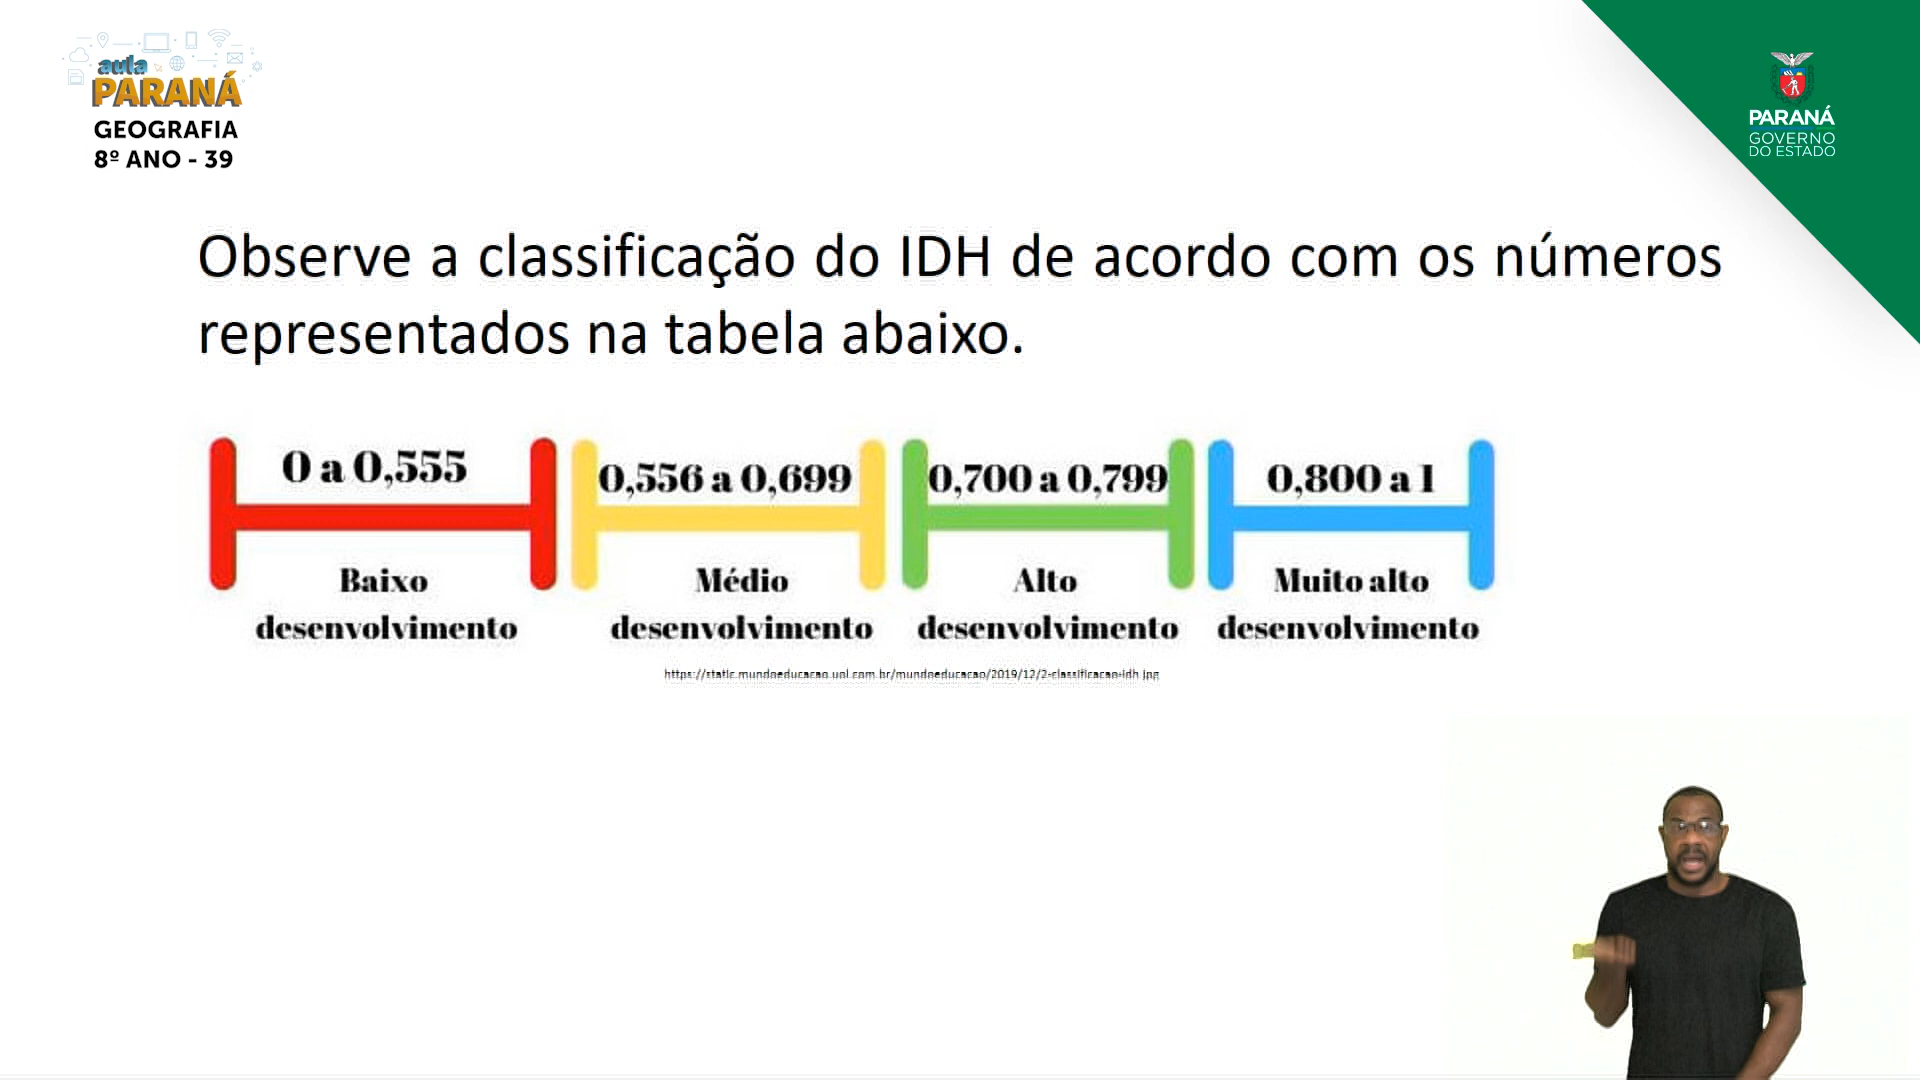 aula
PARANÁ
GEOGRAFIA
8º ANO - 39
PARANÁ
GOVERNO
DO ESTADO
Observe a classificação do IDH de acordo com os números
representados na tabela abaixo.
0 a 0,555
0,556 a 0,699
0,700 a 0,799
0,800 a 1
Baixo
desenvolvimento
Médio
desenvolvimento
Alto
desenvolvimento
Muito alto
desenvolvimento
https://static.mundoeducacao.uol.com.br/mundoeducacao/2019/12/2-classificacao-idh.jpg